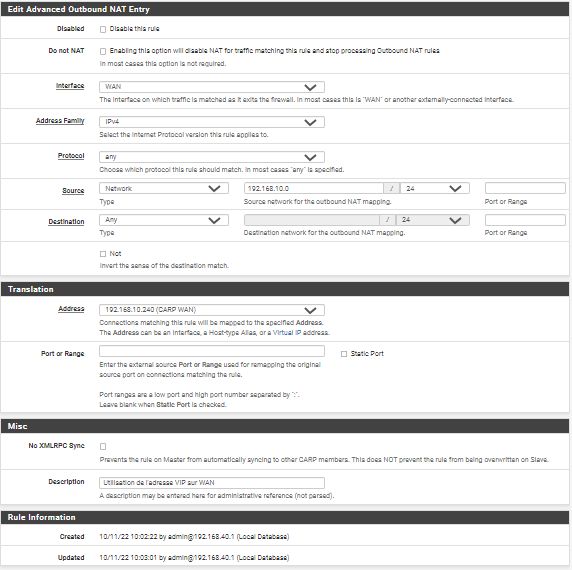 Edit Advanced Outbound NAT Entry
Disabled Disable this rule
Do not NAT Enabling this option will disable NAT for traffic matching this rule and stop processing Outbound NAT rules
In most cases this option is not required.
Interface WAN
The interface on which traffic is matched as it exits the firewall. In most cases this is "WAN" or another externally-connected interface.
Address Family IPv4
Select the Internet Protocol version this rule applies to.
Protocol any
Choose which protocol this rule should match. In most cases "any" is specified.
Source Network 192.168.10.0 / 24
Type Source network for the outbound NAT mapping. Port or Range
Destination Any / 24
Type Destination network for the outbound NAT mapping. Port or Range
Not
Invert the sense of the destination match.
Translation
Address 192.168.10.240 (CARP WAN)
Connections matching this rule will be mapped to the specified Address.
The Address can be an Interface, a Host-type Alias, or a Virtual IP address.
Port or Range Static Port
Enter the external source Port or Range used for remapping the original
source port on connections matching the rule.
Port ranges are a low port and high port number separated by ":".
Leave blank when Static Port is checked.
Misc
No XMLRPC Sync
Prevents the rule on Master from automatically syncing to other CARP members. This does NOT prevent the rule from being overwritten on Slave.
Description Utilisation de l'adresse VIP sur WAN
A description may be entered here for administrative reference (not parsed).
Rule Information
Created 10/11/22 10:02:22 by admin@192.168.40.1 (Local Database)
Updated 10/11/22 10:03:01 by admin@192.168.40.1 (Local Database)